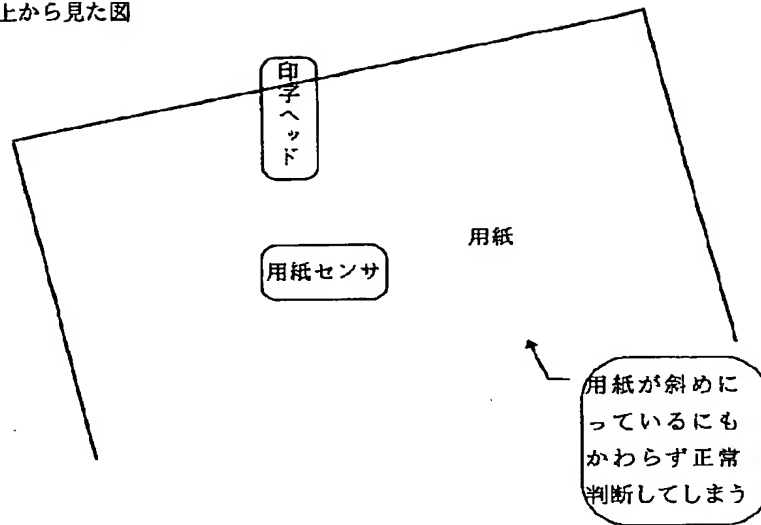 上から見た図
印字ヘッド
用紙
用紙センサ
用紙が斜めに
っているにも
かわらず正常
判断してしまう